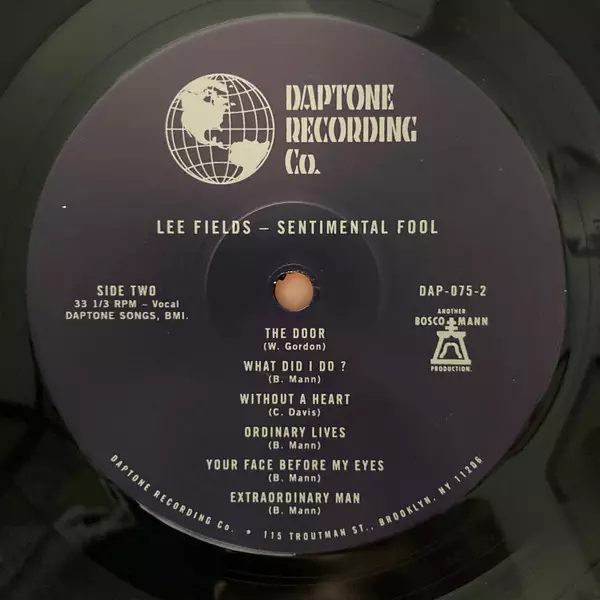 DAPTONE
RECORDING
Co.
LEE FIELDS – SENTIMENTAL FOOL
SIDE TWO
33 1/3 RPM – Vocal
DAPTONE SONGS, BMI.
DAP-075-2
ANOTHER
BOSCO MANN
PRODUCTION.
THE DOOR
(W. Gordon)
WHAT DID I DO ?
(B. Mann)
WITHOUT A HEART
(C. Davis)
ORDINARY LIVES
(B. Mann)
YOUR FACE BEFORE MY EYES
(B. Mann)
EXTRAORDINARY MAN
(B. Mann)
DAPTONE RECORDING Co. • 115 TROUTMAN ST., BROOKLYN, NY 11206